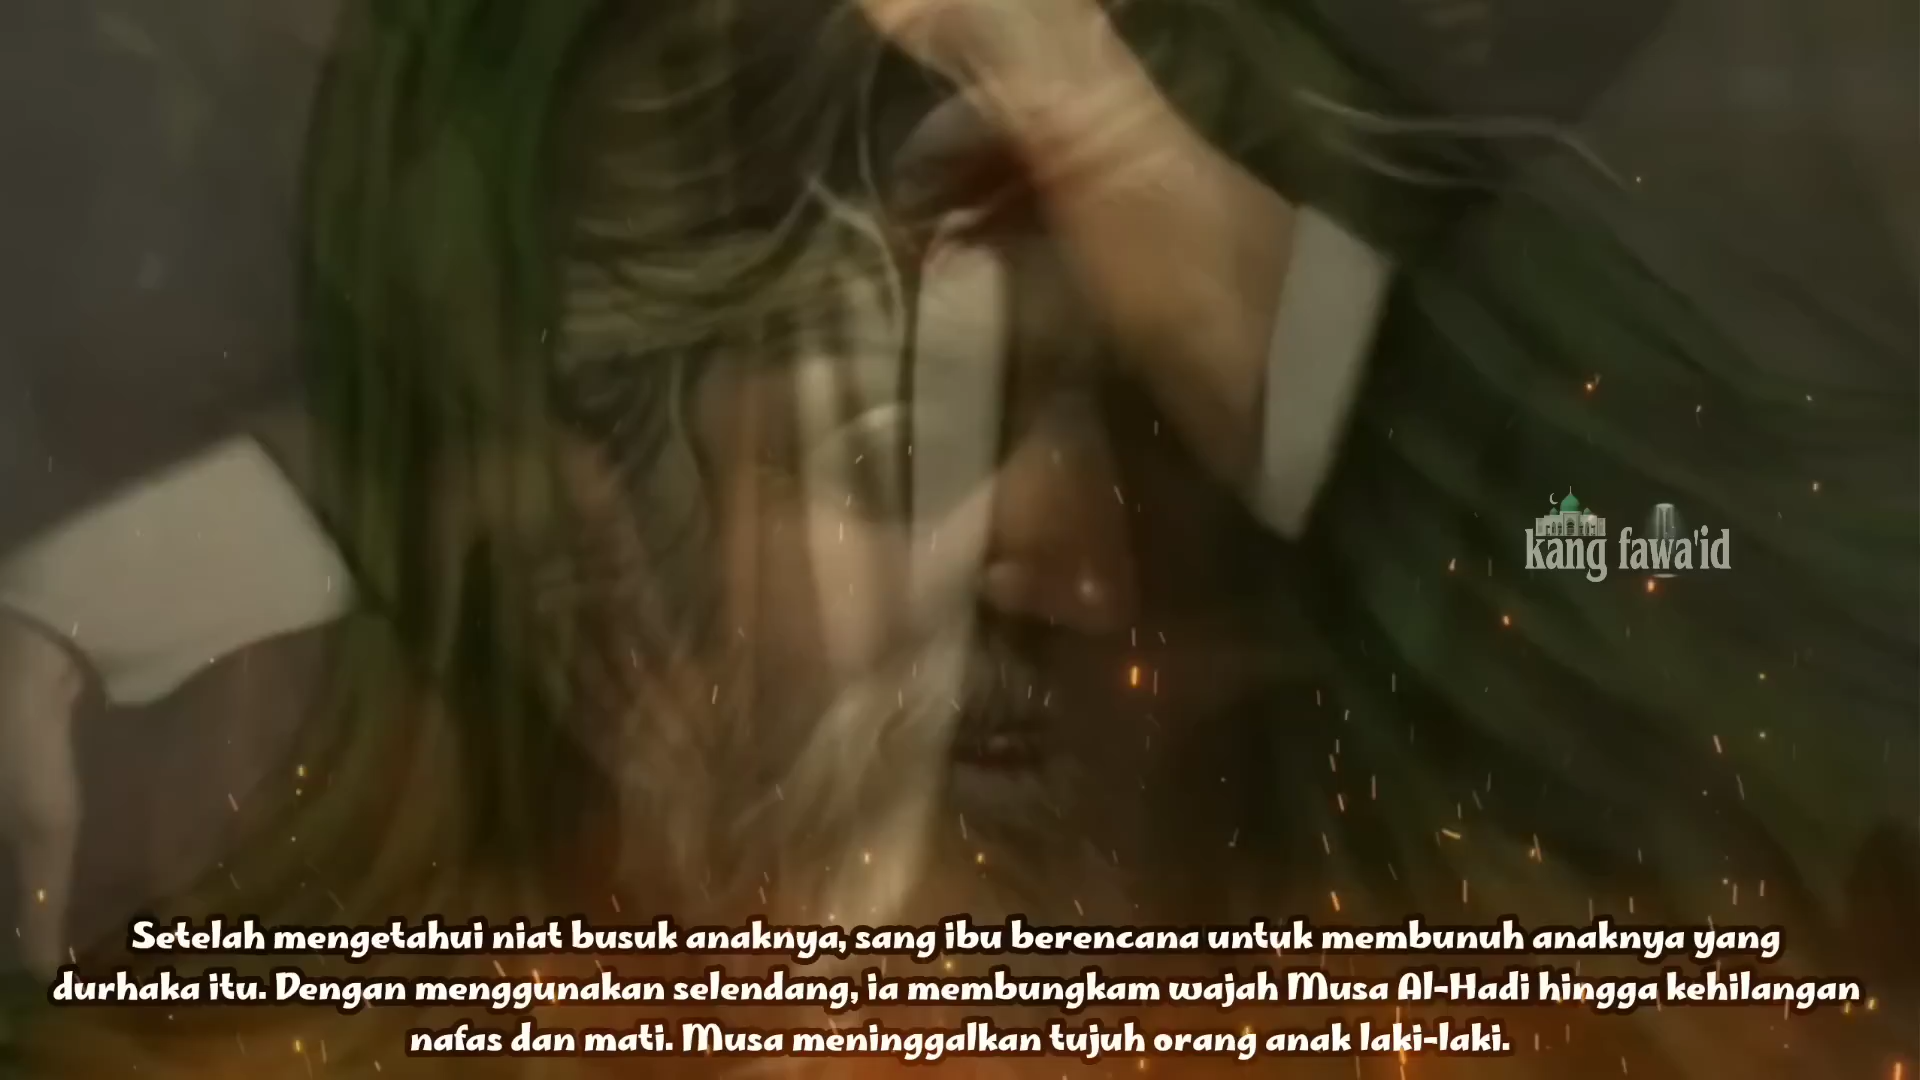 kang fawa'id
Setelah mengetahui niat busuk anaknya, sang ibu berencana untuk membunuh anaknya yang
durhaka itu. Dengan menggunakan selendang, ia membungkam wajah Musa Al-Hadi hingga kehilangan
nafas dan mati. Musa meninggalkan tujuh orang anak laki-laki.